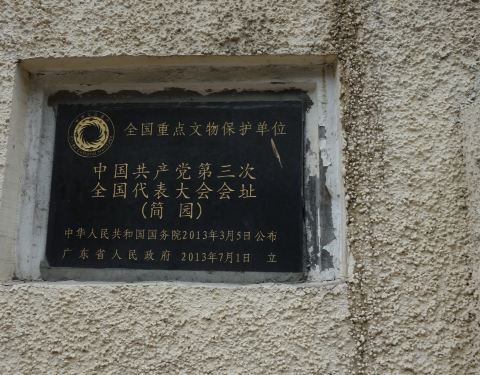 全国重点文物保护单位
中国共产党第三次
全国代表大会会址
(简 园)
中华人民共和国国务院2013年3月5日公布
广东省人民政府 2013年7月1日 立